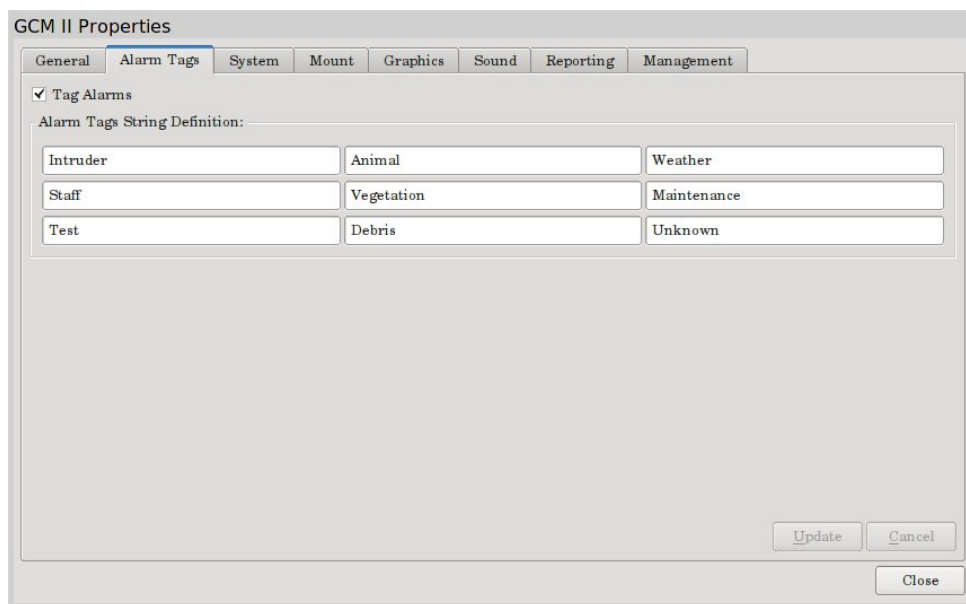 GCM II Properties
General Alarm Tags System Mount Graphics Sound Reporting Management
Tag Alarms
Alarm Tags String Definition:
Intruder Animal Weather
Staff Vegetation Maintenance
Test Debris Unknown
Update Cancel
Close